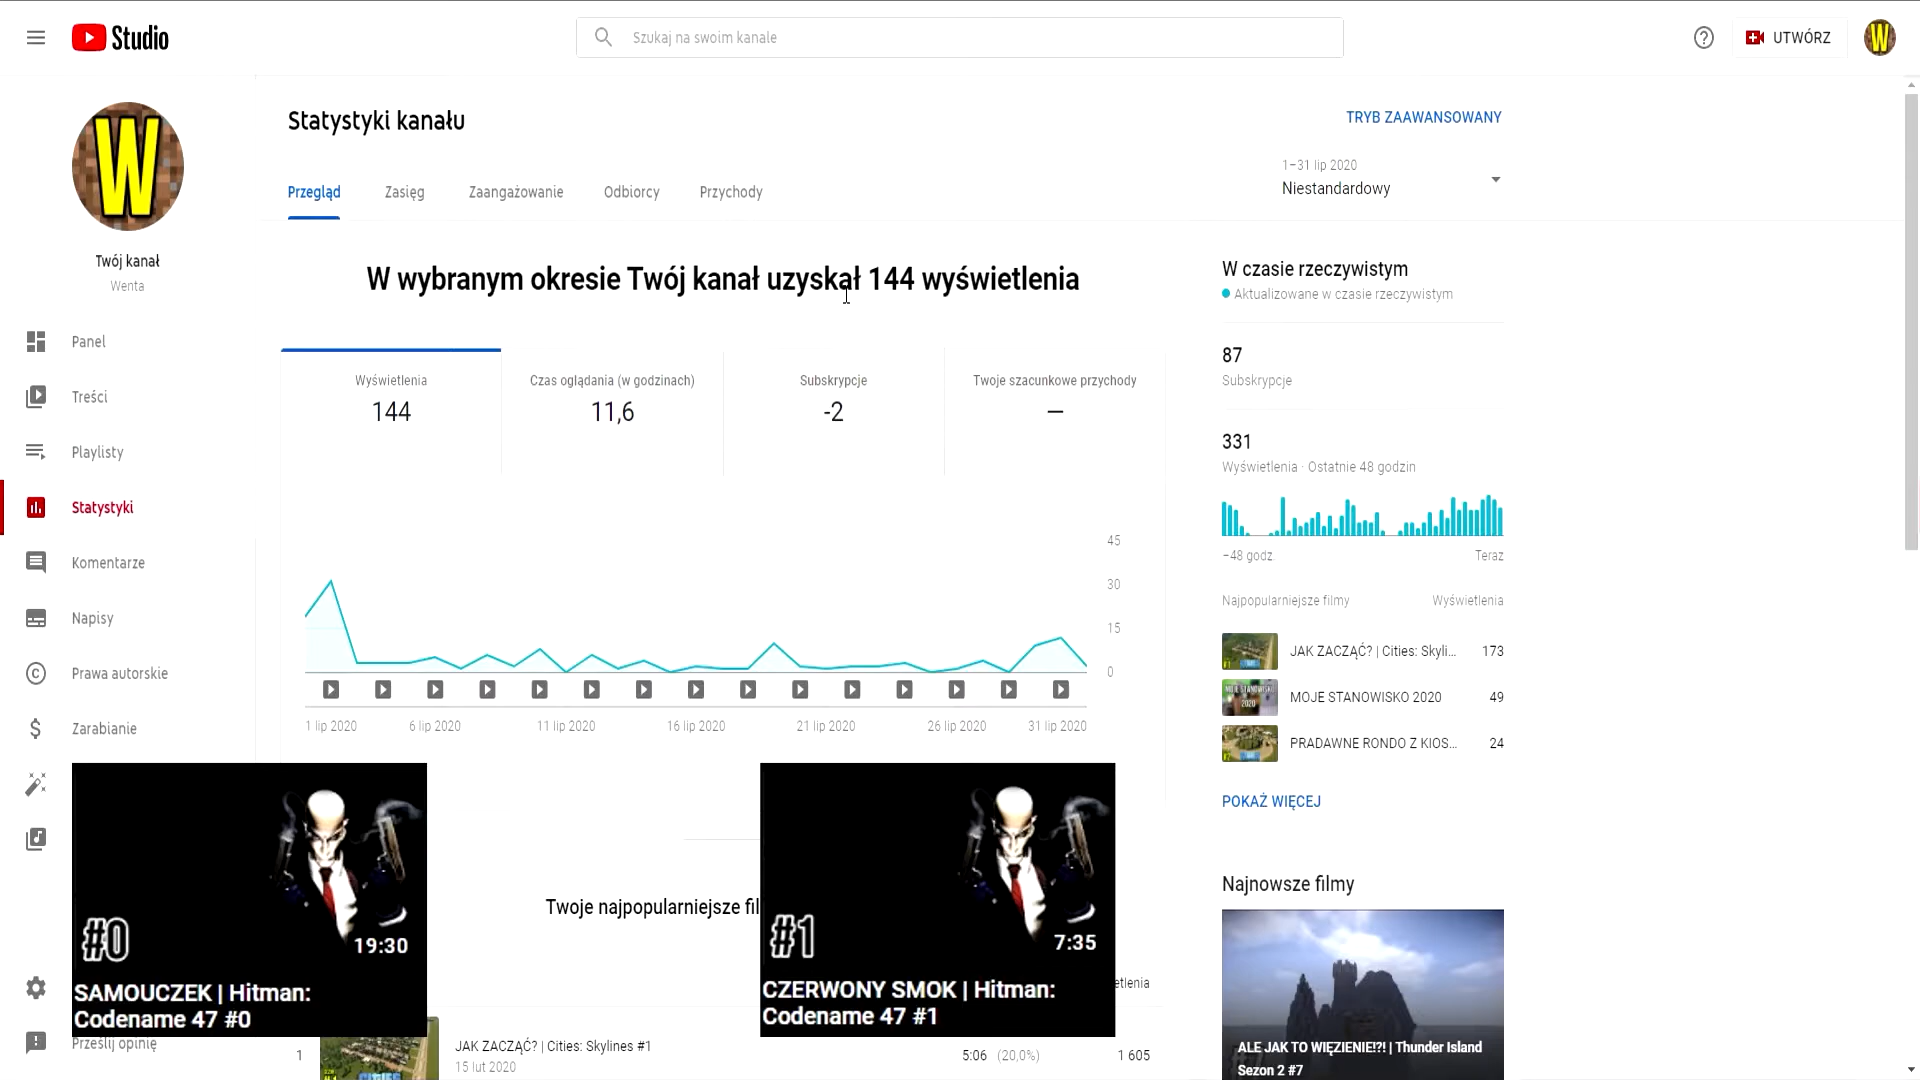 Studio
Szukaj na swoim kanale
UTWÓRZ
W
Twój kanał
Wenta
Panel
Treści
Playlisty
Statystyki
Komentarze
Napisy
Prawa autorskie
Zarabianie
Prześlij opinię
Statystyki kanału
TRYB ZAAWANSOWANY
Przegląd
Zasięg
Zaangażowanie
Odbiorcy
Przychody
1–31 lip 2020
Niestandardowy
W wybranym okresie Twój kanał uzyskał 144 wyświetlenia
Wyświetlenia
144
Czas oglądania (w godzinach)
11,6
Subskrypcje
-2
Twoje szacunkowe przychody
—
45
30
15
0
1 lip 2020
6 lip 2020
11 lip 2020
16 lip 2020
21 lip 2020
26 lip 2020
31 lip 2020
#0
19:30
SAMOUCZEK | Hitman:
Codename 47 #0
Twoje najpopularniejsze fil
#1
7:35
CZERWONY SMOK | Hitman:
Codename 47 #1
etlenia
1
JAK ZACZĄĆ? | Cities: Skylines #1
15 lut 2020
5:06 (20,0%)
1 605
W czasie rzeczywistym
Aktualizowane w czasie rzeczywistym
87
Subskrypcje
331
Wyświetlenia · Ostatnie 48 godzin
−48 godz.
Teraz
Najpopularniejsze filmy
Wyświetlenia
JAK ZACZĄĆ? | Cities: Skyli...
173
MOJE STANOWISKO 2020
49
PRADAWNE RONDO Z KIOS...
24
POKAŻ WIĘCEJ
Najnowsze filmy
ALE JAK TO WIĘZIENIE!?! | Thunder Island
Sezon 2 #7